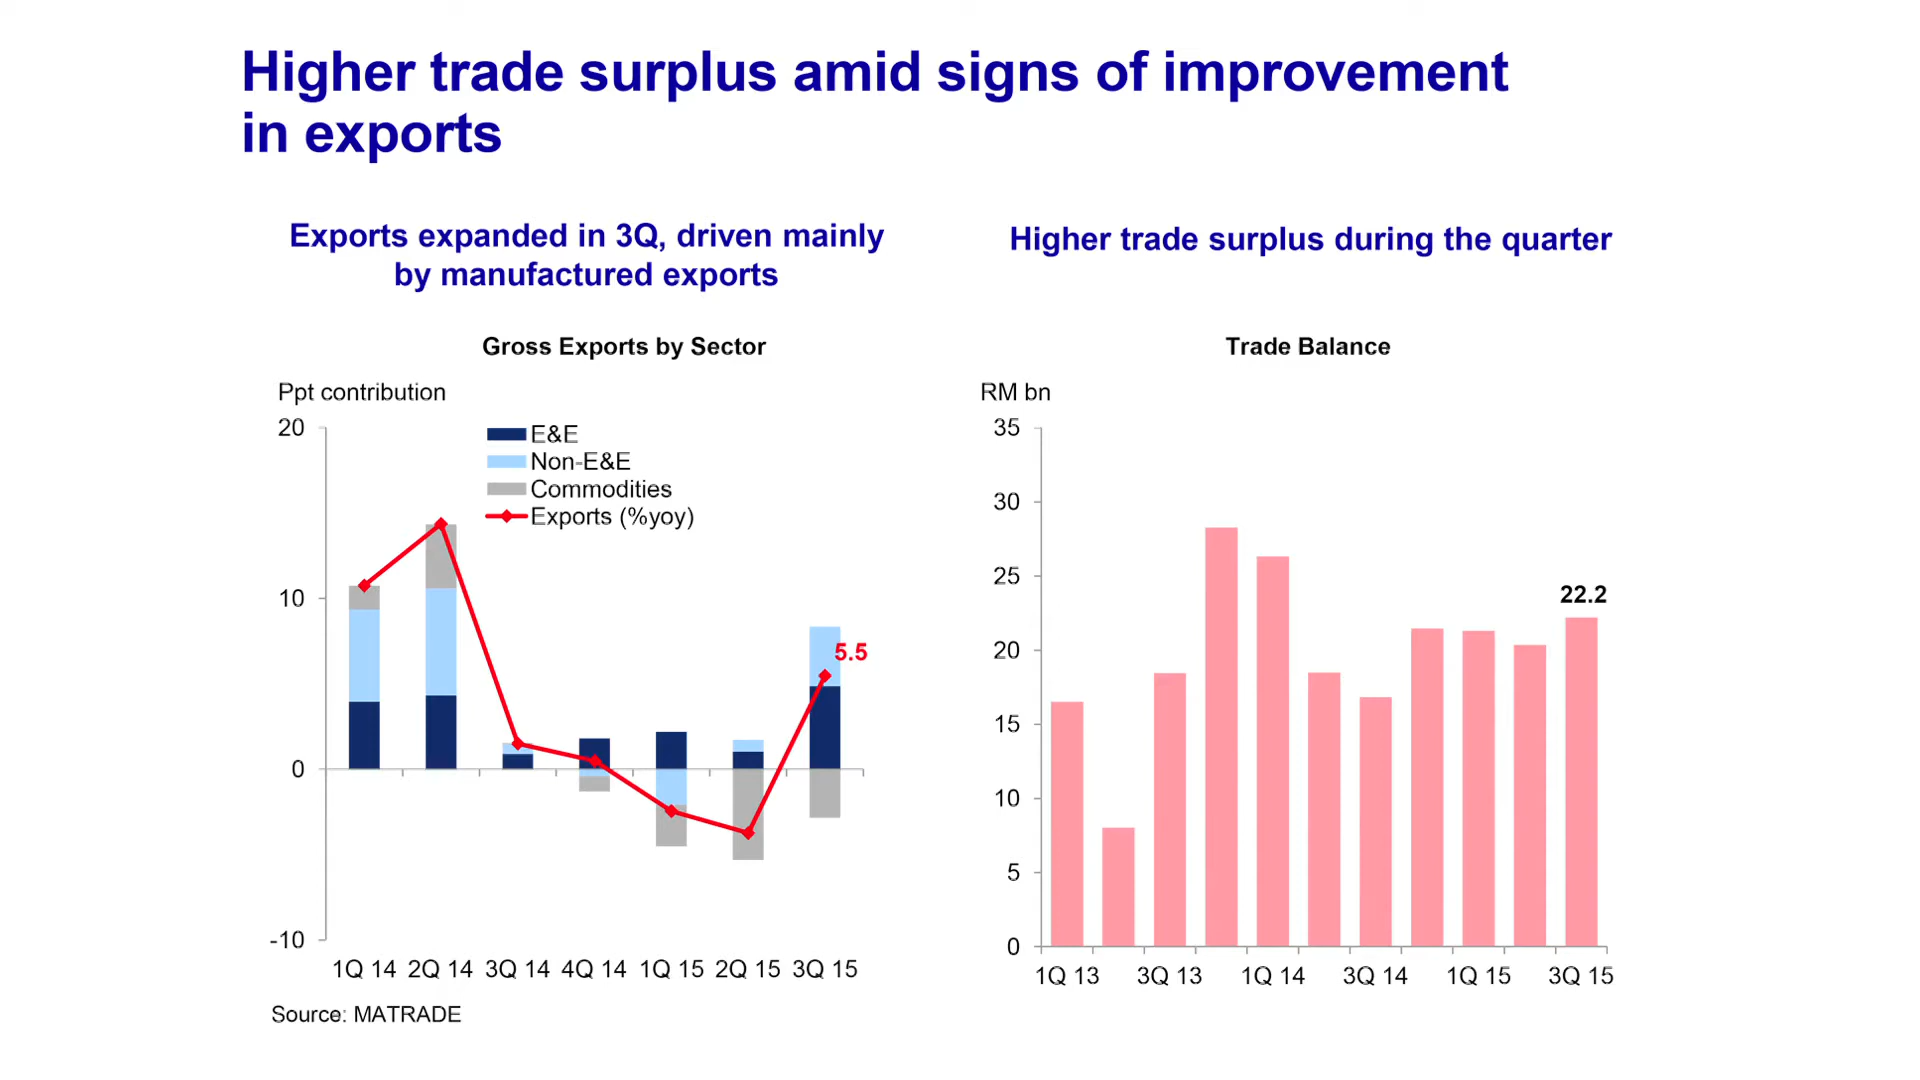 Higher trade surplus amid signs of improvement
in exports
Exports expanded in 3Q, driven mainly
by manufactured exports
Gross Exports by Sector
Ppt contribution
20
10
0
-10
E&E
Non-E&E
Commodities
Exports (%yoy)
5.5
1Q 14 2Q 14 3Q 14 4Q 14 1Q 15 2Q 15 3Q 15
Source: MATRADE
Higher trade surplus during the quarter
Trade Balance
RM bn
35
30
25
20
15
10
5
0
22.2
1Q 13 3Q 13 1Q 14 3Q 14 1Q 15 3Q 15